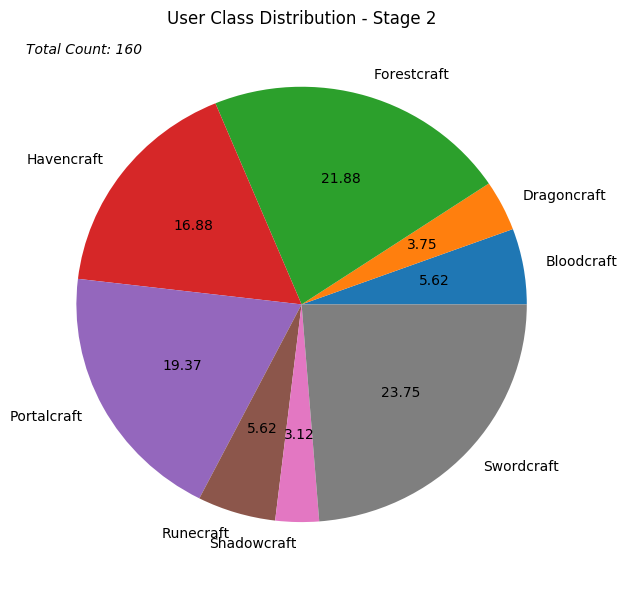 User Class Distribution - Stage 2
Total Count: 160
Forestcraft
Havencraft
Dragoncraft
21.88
16.88
3.75
Bloodcraft
5.62
19.37
23.75
Portalcraft
5.62
3.12
Swordcraft
Runecraft
Shadowcraft